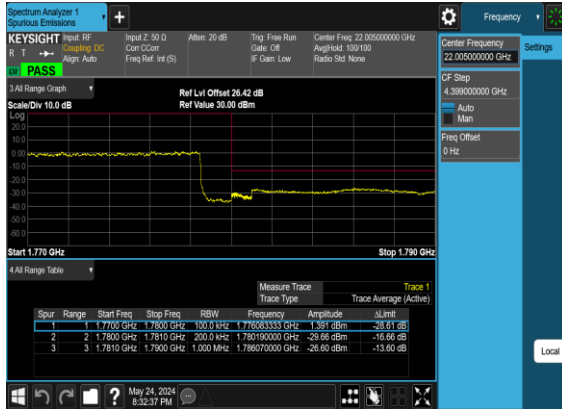 Spectrum Analyzer 1
Spurious Emissions
Frequency
KEYSIGHT
R T
LXI
PASS
Input: RF
Coupling: DC
Align: Auto
Input Z: 50 Ω
Corr CCorr
Freq Ref: Int (S)
Atten: 20 dB
Trig: Free Run
Gate: Off
IF Gain: Low
Center Freq: 22.005000000 GHz
Avg|Hold: 100/100
Radio Std: None
Center Frequency
22.005000000 GHz
Settings
CF Step
4.399000000 GHz
Auto
Man
Freq Offset
0 Hz
3 All Range Graph
Scale/Div 10.0 dB
Ref Lvl Offset 26.42 dB
Ref Value 30.00 dBm
Log
20.0
10.0
0.00
-10.0
-20.0
-30.0
-40.0
-50.0
-60.0
Start 1.770 GHz
Stop 1.790 GHz
4 All Range Table
Measure Trace Trace 1
Trace Type Trace Average (Active)
Spur Range Start Freq Stop Freq RBW Frequency Amplitude ΔLimit
1 1 1.7700 GHz 1.7800 GHz 100.0 kHz 1.776083333 GHz 1.391 dBm -28.61 dB
2 2 1.7800 GHz 1.7810 GHz 200.0 kHz 1.780190000 GHz -29.66 dBm -16.66 dB
3 3 1.7810 GHz 1.7900 GHz 1.000 MHz 1.786070000 GHz -26.60 dBm -13.60 dB
Local
May 24, 2024
8:32:37 PM